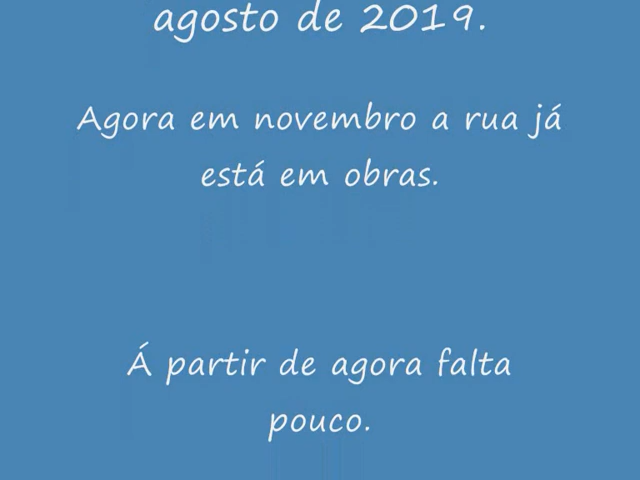 agosto de 2019.
Agora em novembro a rua já
está em obras.
Á partir de agora falta
pouco.